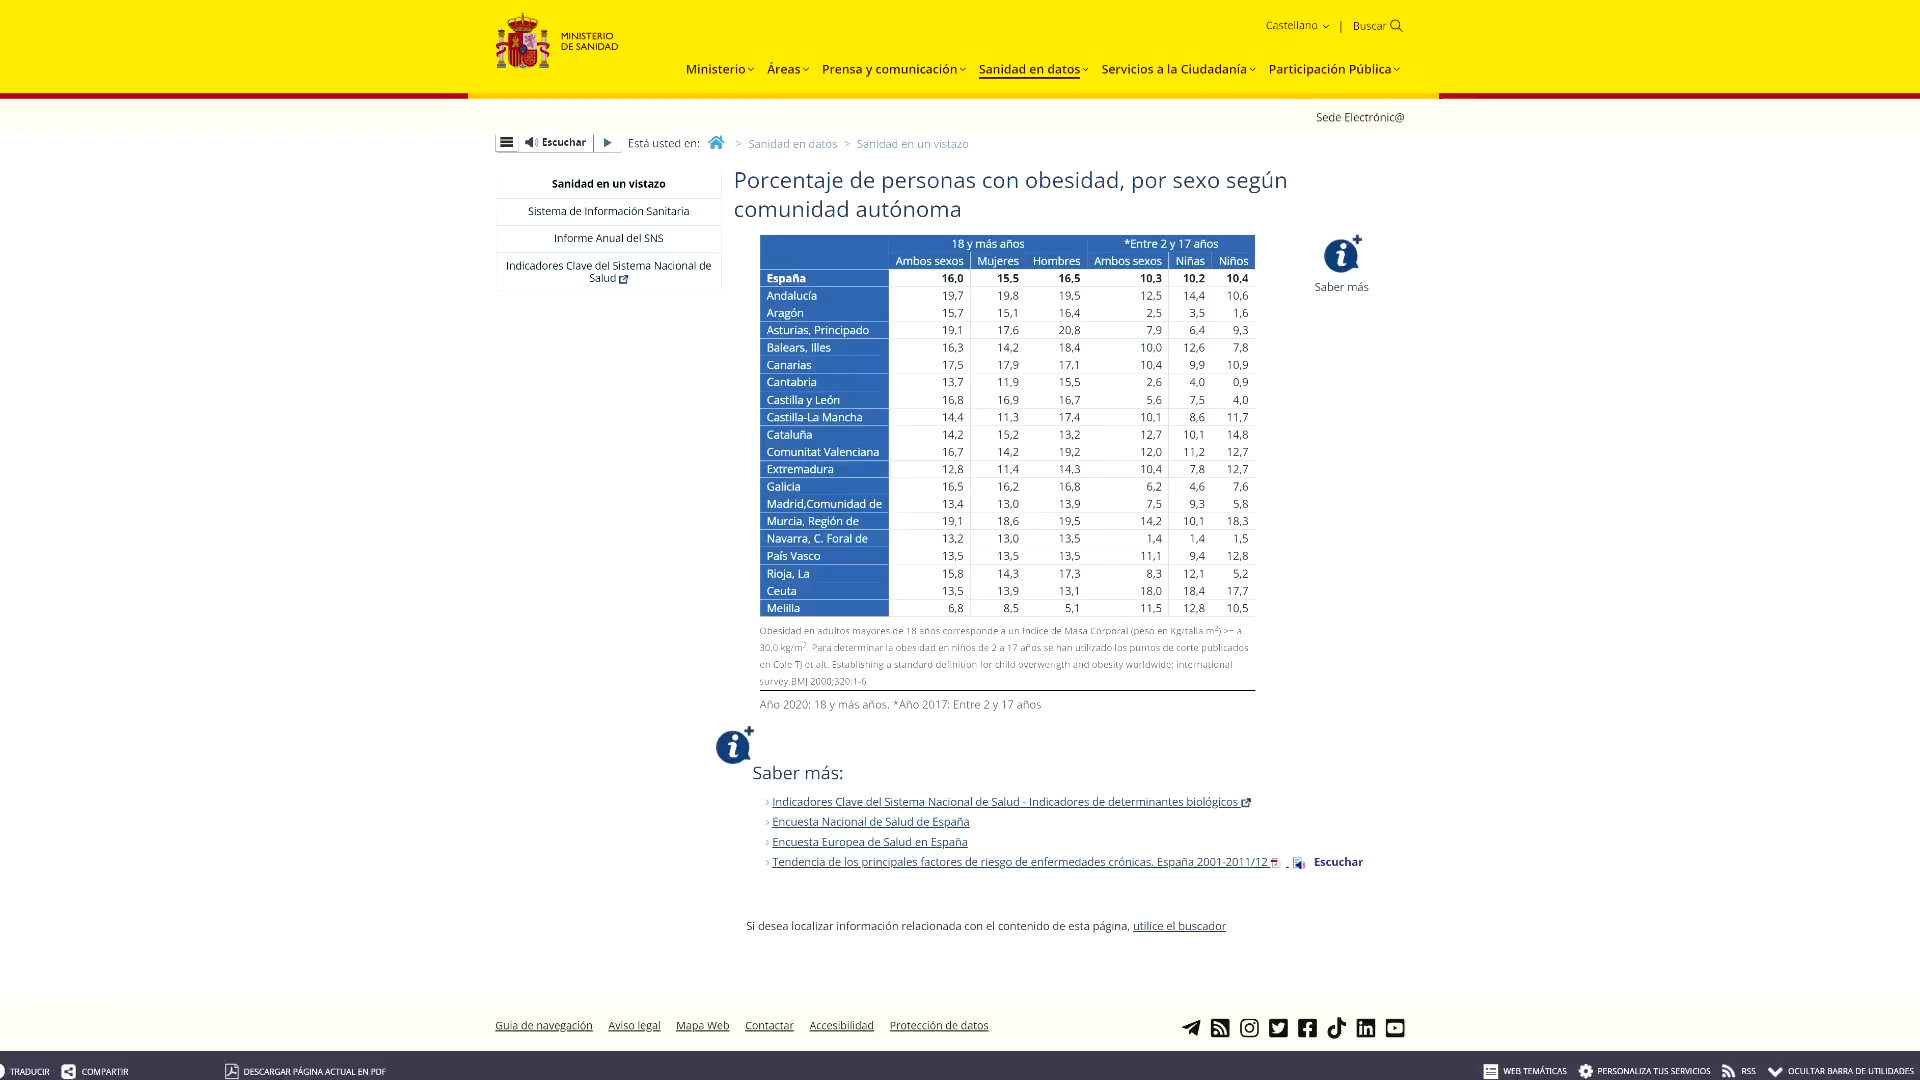 MINISTERIO
DE SANIDAD
Castellano | Buscar
Ministerio Áreas Prensa y comunicación Sanidad en datos Servicios a la Ciudadanía Participación Pública
Sede Electrónic@
Escuchar Está usted en: > Sanidad en datos > Sanidad en un vistazo
Sanidad en un vistazo
Sistema de Información Sanitaria
Informe Anual del SNS
Indicadores Clave del Sistema Nacional de
Salud
Porcentaje de personas con obesidad, por sexo según
comunidad autónoma
18 y más años *Entre 2 y 17 años
Ambos sexos Mujeres Hombres Ambos sexos Niñas Niños
España 16,0 15,5 16,5 10,3 10,2 10,4
Andalucía 19,7 19,8 19,5 12,5 14,4 10,6
Aragón 15,7 15,1 16,4 2,5 3,5 1,6
Asturias, Principado 19,1 17,6 20,8 7,9 6,4 9,3
Balears, Illes 16,3 14,2 18,4 10,0 12,6 7,8
Canarias 17,5 17,9 17,1 10,4 9,9 10,9
Cantabria 13,7 11,9 15,5 2,6 4,0 0,9
Castilla y León 16,8 16,9 16,7 5,6 7,5 4,0
Castilla-La Mancha 14,4 11,3 17,4 10,1 8,6 11,7
Cataluña 14,2 15,2 13,2 12,7 10,1 14,8
Comunitat Valenciana 16,7 14,2 19,2 12,0 11,2 12,7
Extremadura 12,8 11,4 14,3 10,4 7,8 12,7
Galicia 16,5 16,2 16,8 6,2 4,6 7,6
Madrid,Comunidad de 13,4 13,0 13,9 7,5 9,3 5,8
Murcia, Región de 19,1 18,6 19,5 14,2 10,1 18,3
Navarra, C. Foral de 13,2 13,0 13,5 1,4 1,4 1,5
País Vasco 13,5 13,5 13,5 11,1 9,4 12,8
Rioja, La 15,8 14,3 17,3 8,3 12,1 5,2
Ceuta 13,5 13,9 13,1 18,0 18,4 17,7
Melilla 6,8 8,5 5,1 11,5 12,8 10,5
Saber más
Obesidad en adultos mayores de 18 años corresponde a un Índice de Masa Corporal (peso en Kg/talla m²) >= a
30,0 kg/m². Para determinar la obesidad en niños de 2 a 17 años se han utilizado los puntos de corte publicados
en Cole TJ et alt. Establishing a standard definition for child overweigth and obesity worldwide: international
survey.BMJ 2000;320:1-6
Año 2020: 18 y más años. *Año 2017: Entre 2 y 17 años
Saber más:
Indicadores Clave del Sistema Nacional de Salud - Indicadores de determinantes biológicos
Encuesta Nacional de Salud de España
Encuesta Europea de Salud en España
Tendencia de los principales factores de riesgo de enfermedades crónicas. España 2001-2011/12 - Escuchar
Si desea localizar información relacionada con el contenido de esta página, utilice el buscador
Guía de navegación Aviso legal Mapa Web Contactar Accesibilidad Protección de datos
TRADUCIR COMPARTIR DESCARGAR PÁGINA ACTUAL EN PDF WEB TEMÁTICAS PERSONALIZA TUS SERVICIOS RSS OCULTAR BARRA DE UTILIDADES